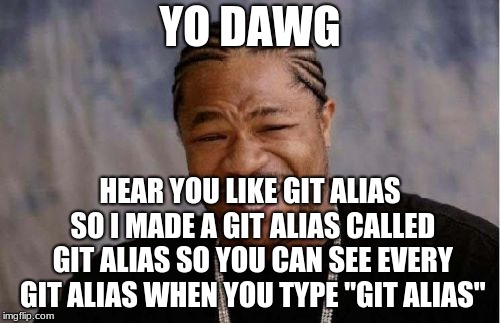 YO DAWG
HEAR YOU LIKE GIT ALIAS
SO I MADE A GIT ALIAS CALLED
GIT ALIAS SO YOU CAN SEE EVERY
GIT ALIAS WHEN YOU TYPE "GIT ALIAS"
imgflip.com